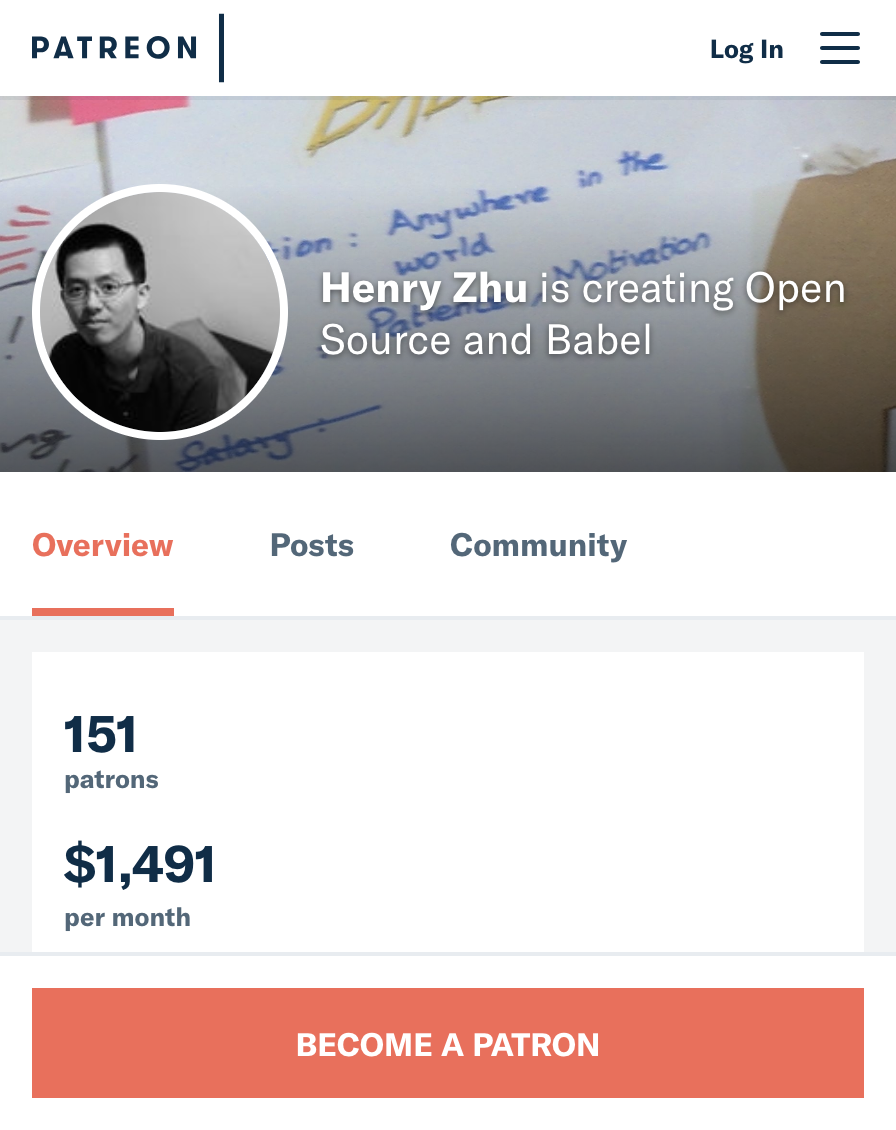 PATREON
Log In
in the
Anywhere
ion :
world
Motivation
Patience,
Henry Zhu is creating Open
Source and Babel
Salary :
Overview
Posts
Community
151
patrons
$1,491
per month
BECOME A PATRON